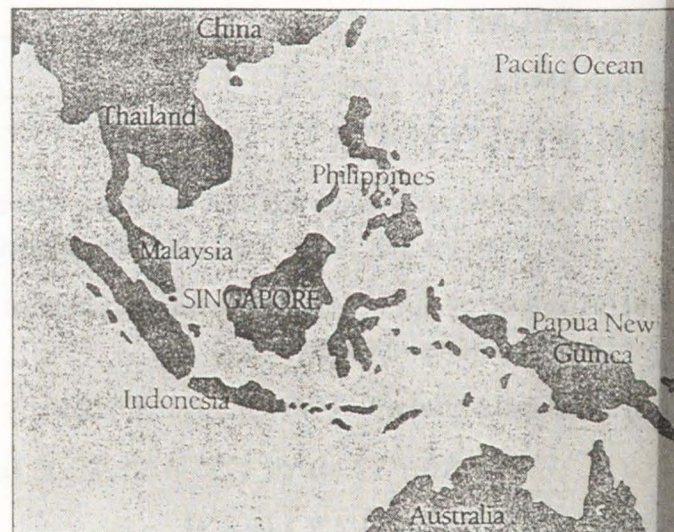 China
Pacific Ocean
Thailand
Philippines
Malaysia
SINGAPORE
Papua New
Guinea
Indonesia
Australia